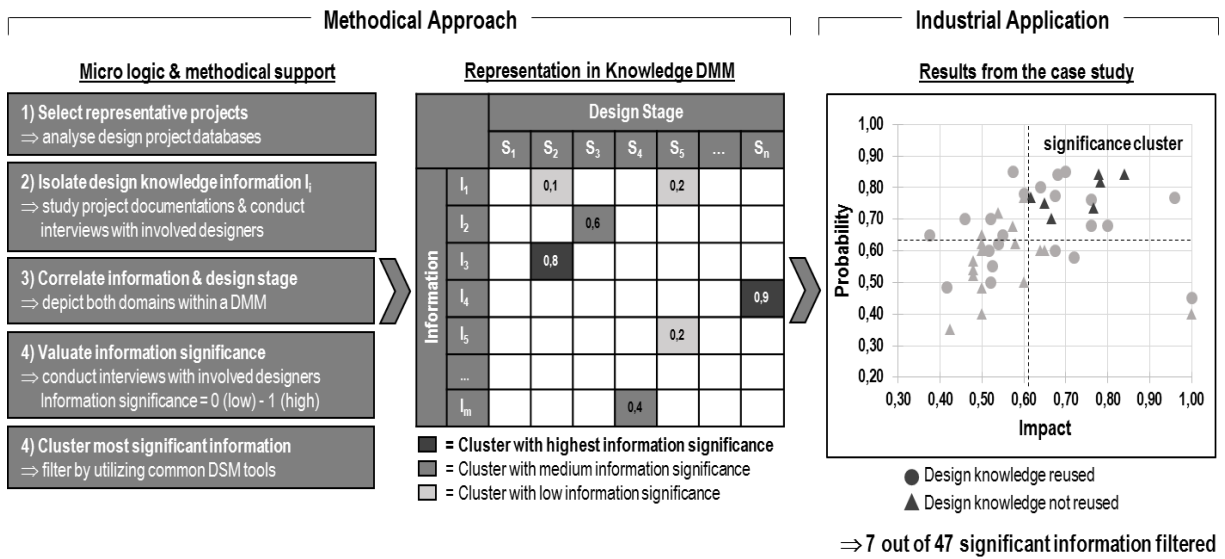 Methodical Approach
Industrial Application
Micro logic & methodical support
1) Select representative projects
⇒ analyse design project databases
2) Isolate design knowledge information Ii
⇒ study project documentations & conduct
interviews with involved designers
3) Correlate information & design stage
⇒ depict both domains within a DMM
4) Valuate information significance
⇒ conduct interviews with involved designers
Information significance = 0 (low) - 1 (high)
4) Cluster most significant information
⇒ filter by utilizing common DSM tools
Representation in Knowledge DMM
Design Stage
S1 S2 S3 S4 S5 ... Sn
Information
I1 0,1 0,2
I2 0,6
I3 0,8
I4 0,9
I5 0,2
...
Im 0,4
= Cluster with highest information significance
= Cluster with medium information significance
= Cluster with low information significance
Results from the case study
significance cluster
Probability
1,00
0,90
0,80
0,70
0,60
0,50
0,40
0,30
0,20
0,30 0,40 0,50 0,60 0,70 0,80 0,90 1,00
Impact
Design knowledge reused
Design knowledge not reused
⇒ 7 out of 47 significant information filtered